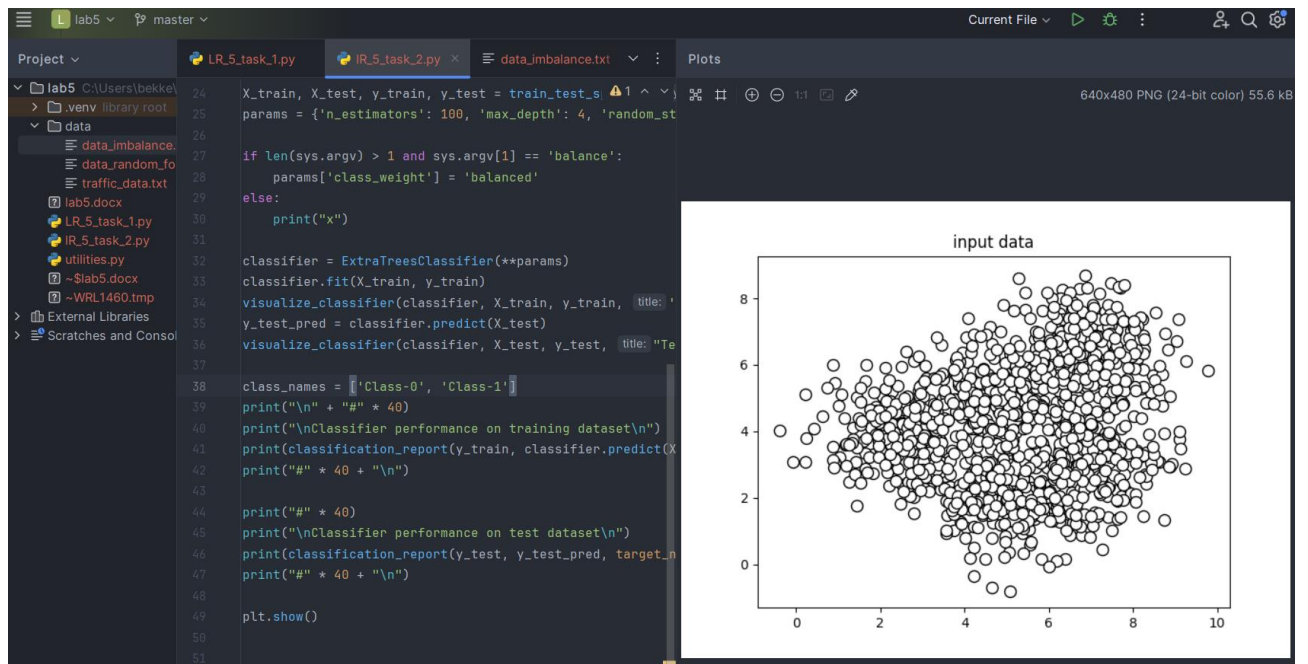 L lab5 master Current File
Project LR_5_task_1.py IR_5_task_2.py data_imbalance.txt Plots
640x480 PNG (24-bit color) 55.6 kB
lab5 C:\Users\bekke\
.venv library root
data
data_imbalance.
data_random_fo
traffic_data.txt
lab5.docx
LR_5_task_1.py
IR_5_task_2.py
utilities.py
~$lab5.docx
~WRL1460.tmp
External Libraries
Scratches and Consol
24 X_train, X_test, y_train, y_test = train_test_s 1
25 params = {'n_estimators': 100, 'max_depth': 4, 'random_st
26
27 if len(sys.argv) > 1 and sys.argv[1] == 'balance':
28 params['class_weight'] = 'balanced'
29 else:
30 print("x")
31
32 classifier = ExtraTreesClassifier(**params)
33 classifier.fit(X_train, y_train)
34 visualize_classifier(classifier, X_train, y_train, title: '
35 y_test_pred = classifier.predict(X_test)
36 visualize_classifier(classifier, X_test, y_test, title: "Te
37
38 class_names = ['Class-0', 'Class-1']
39 print("\n" + "#" * 40)
40 print("\nClassifier performance on training dataset\n")
41 print(classification_report(y_train, classifier.predict(X
42 print("#" * 40 + "\n")
43
44 print("#" * 40)
45 print("\nClassifier performance on test dataset\n")
46 print(classification_report(y_test, y_test_pred, target_n
47 print("#" * 40 + "\n")
48
49 plt.show()
50
51
1:1
input data
8
6
4
2
0
0 2 4 6 8 10